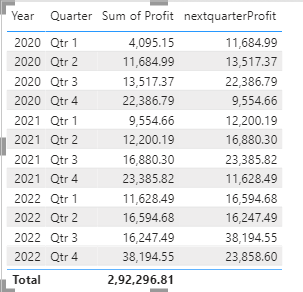 Year Quarter Sum of Profit nextquarterProfit
2020 Qtr 1 4,095.15 11,684.99
2020 Qtr 2 11,684.99 13,517.37
2020 Qtr 3 13,517.37 22,386.79
2020 Qtr 4 22,386.79 9,554.66
2021 Qtr 1 9,554.66 12,200.19
2021 Qtr 2 12,200.19 16,880.30
2021 Qtr 3 16,880.30 23,385.82
2021 Qtr 4 23,385.82 11,628.49
2022 Qtr 1 11,628.49 16,594.68
2022 Qtr 2 16,594.68 16,247.49
2022 Qtr 3 16,247.49 38,194.55
2022 Qtr 4 38,194.55 23,858.60
Total 2,92,296.81